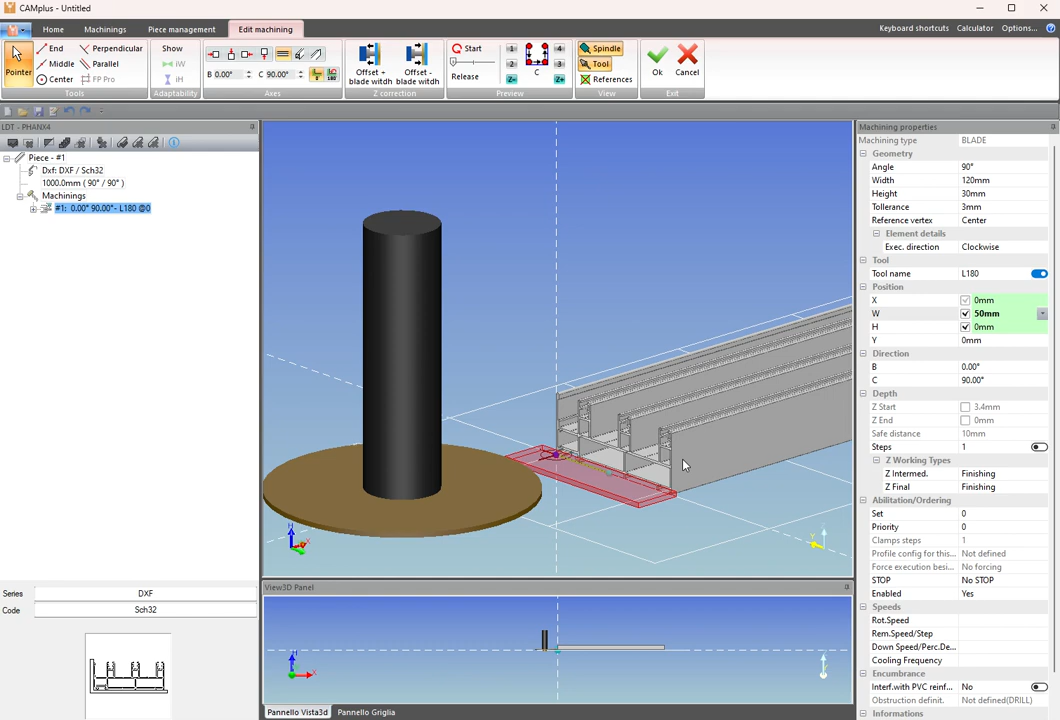 CAMplus - Untitled
Home
Machinings
Piece management
Edit machining
Keyboard shortcuts
Calculator
Options...
Pointer
End
Perpendicular
Middle
Parallel
Center
FP Pro
Tools
Show
iW
iH
Adaptability
B 0.00°
C 90.00°
Axes
Offset +
blade witdh
Offset -
blade witdh
Z correction
Start
Release
1
2
Z-
C
4
3
Z+
Preview
Spindle
Tool
References
View
Ok
Cancel
Exit
LDT - PHANX4
Piece - #1
Dxf: DXF / Sch32
1000.0mm ( 90° / 90° )
Machinings
#1: 0.00° 90.00°- L180 @0
Series
DXF
Code
Sch32
H
X
Y
View3D Panel
H
X
Pannello Vista3d
Pannello Griglia
Machining properties
Machining type BLADE
Geometry
Angle 90°
Width 120mm
Height 30mm
Tollerance 3mm
Reference vertex Center
Element details
Exec. direction Clockwise
Tool
Tool name L180
Position
X 0mm
W 50mm
H 0mm
Y 0mm
Direction
B 0.00°
C 90.00°
Depth
Z Start 3.4mm
Z End 0mm
Safe distance 10mm
Steps 1
Z Working Types
Z Intermed. Finishing
Z Final Finishing
Abilitation/Ordering
Set 0
Priority 0
Clamps steps 1
Profile config for this... Not defined
Force execution besi... No forcing
STOP No STOP
Enabled Yes
Speeds
Rot.Speed
Rem.Speed/Step
Down Speed/Perc.De...
Cooling Frequency
Encumbrance
Interf.with PVC reinf... No
Obstruction definit. Not defined(DRILL)
Informations